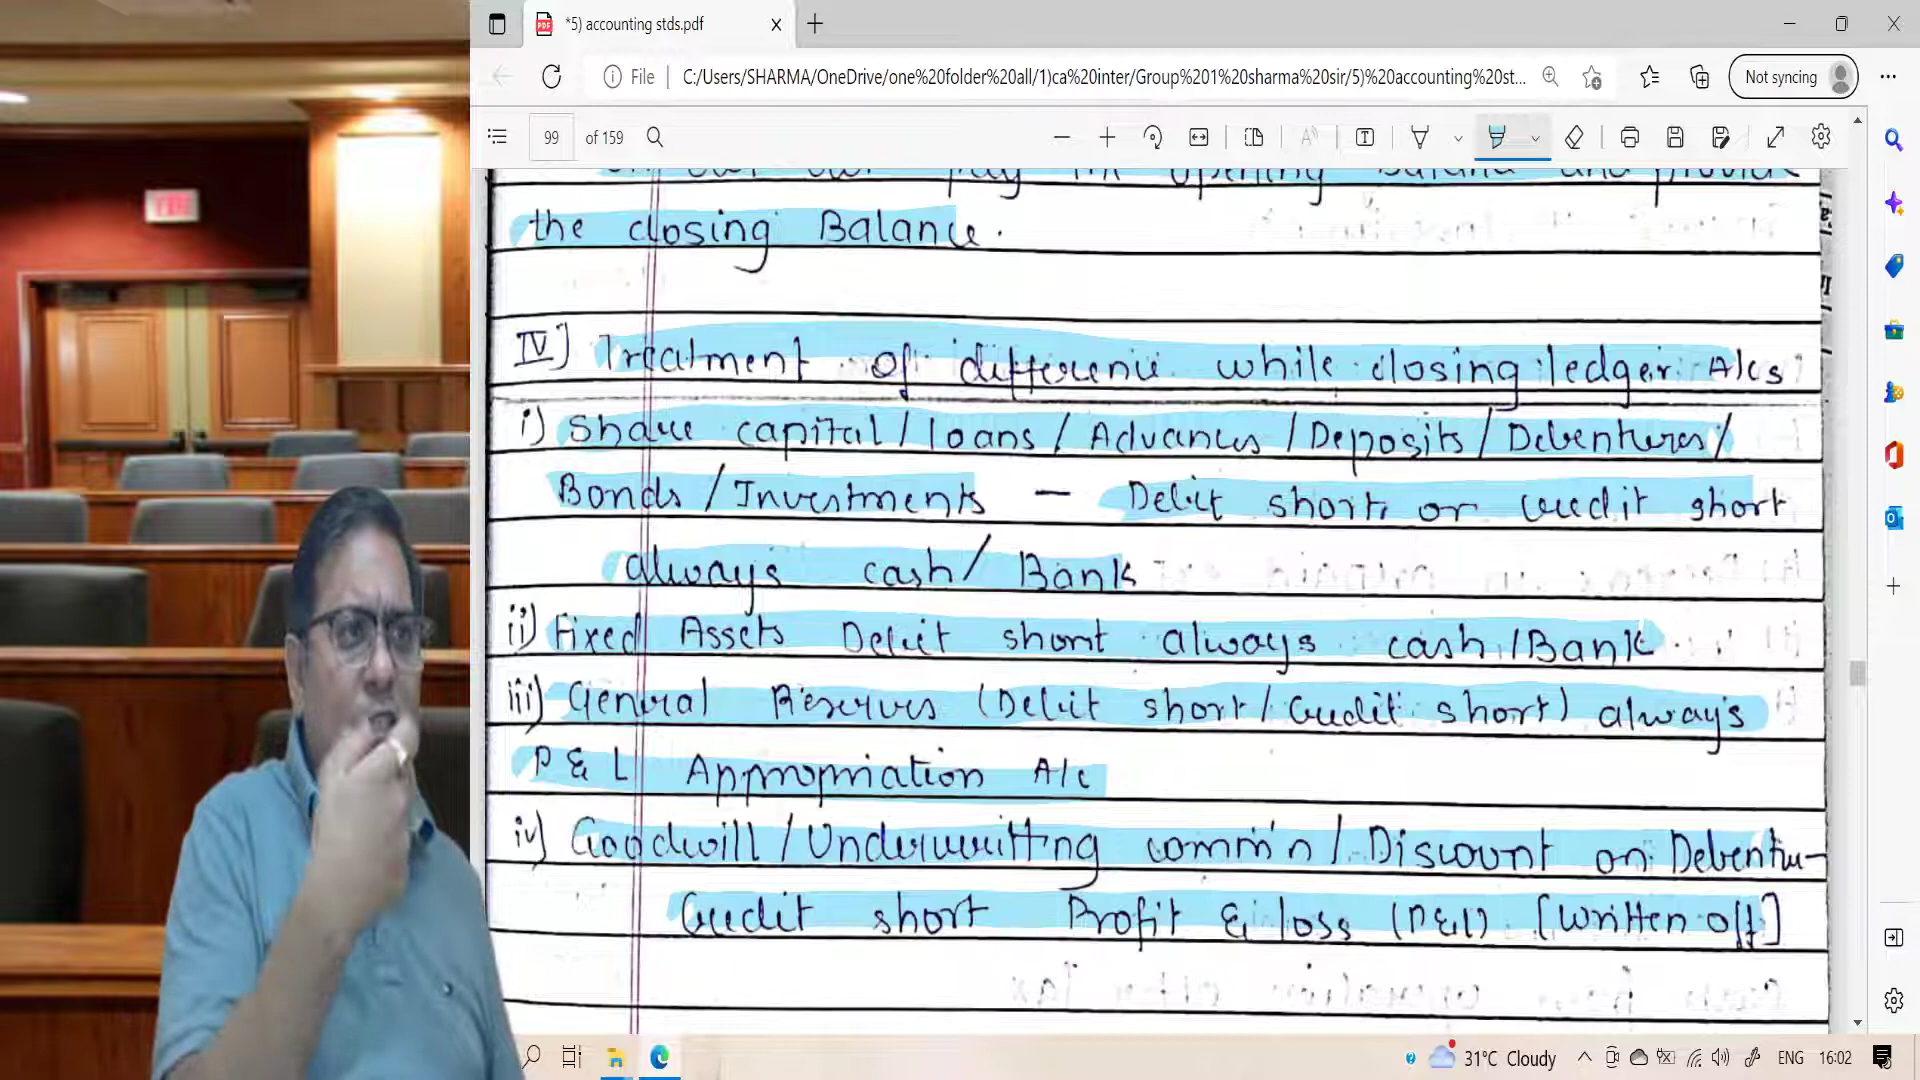 *5) accounting stds.pdf
File
C:/Users/SHARMA/OneDrive/one%20folder%20all/1)ca%20inter/Group%201%20sharma%20sir/5)%20accounting%20st...
Not syncing
99 of 159
the closing Balance.
IV] Treatment of difference while closing ledger A/cs
i) Share capital / loans / Advances / Deposits / Debentures /
Bonds / Investments - Debit short or credit short
always cash / Bank
ii) Fixed Assets Debit short always cash / Bank.
iii) General Reserves (Debit short / Credit short) always
P & L Appropriation A/c
iv) Goodwill / Underwritting comm'n / Discount on Debentu-
Credit short Profit & loss (P&L) [written off]
31°C Cloudy
ENG
16:02